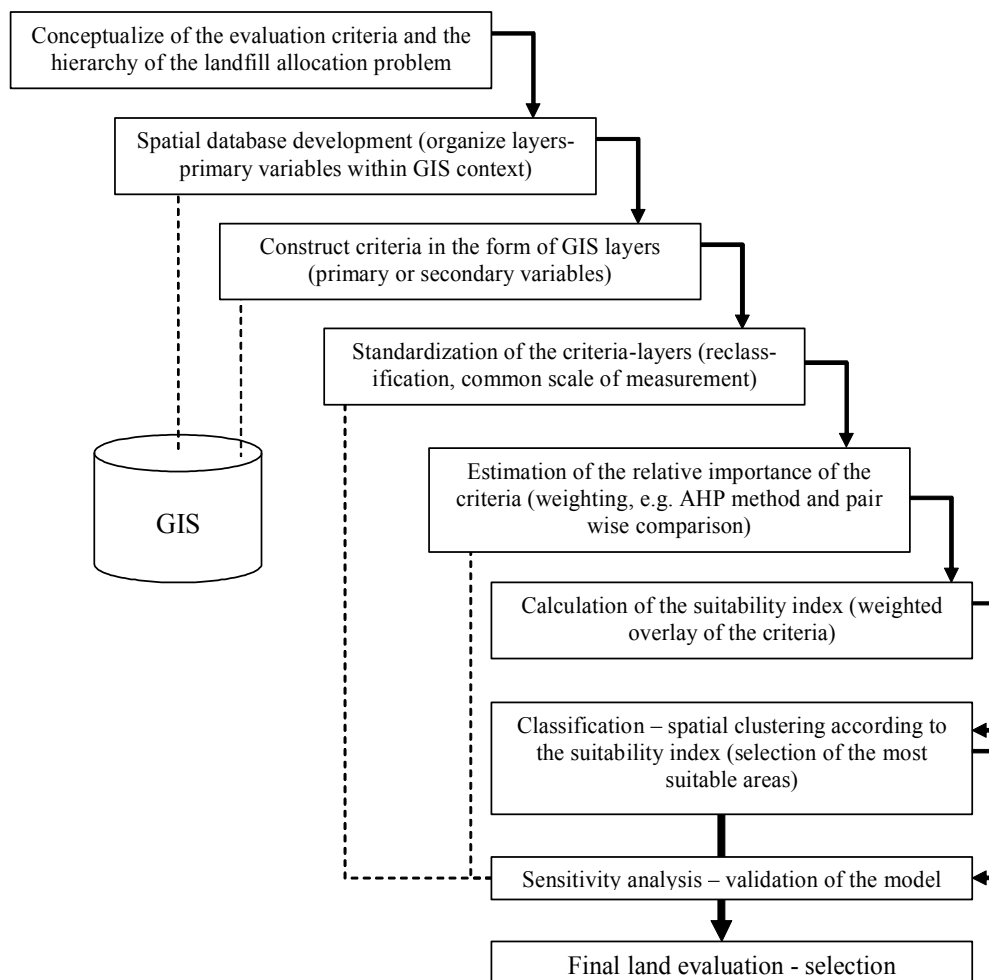 Conceptualize of the evaluation criteria and the
hierarchy of the landfill allocation problem
Spatial database development (organize layers-
primary variables within GIS context)
Construct criteria in the form of GIS layers
(primary or secondary variables)
Standardization of the criteria-layers (reclass-
ification, common scale of measurement)
Estimation of the relative importance of the
criteria (weighting, e.g. AHP method and pair
wise comparison)
GIS
Calculation of the suitability index (weighted
overlay of the criteria)
Classification – spatial clustering according to
the suitability index (selection of the most
suitable areas)
Sensitivity analysis – validation of the model
Final land evaluation - selection